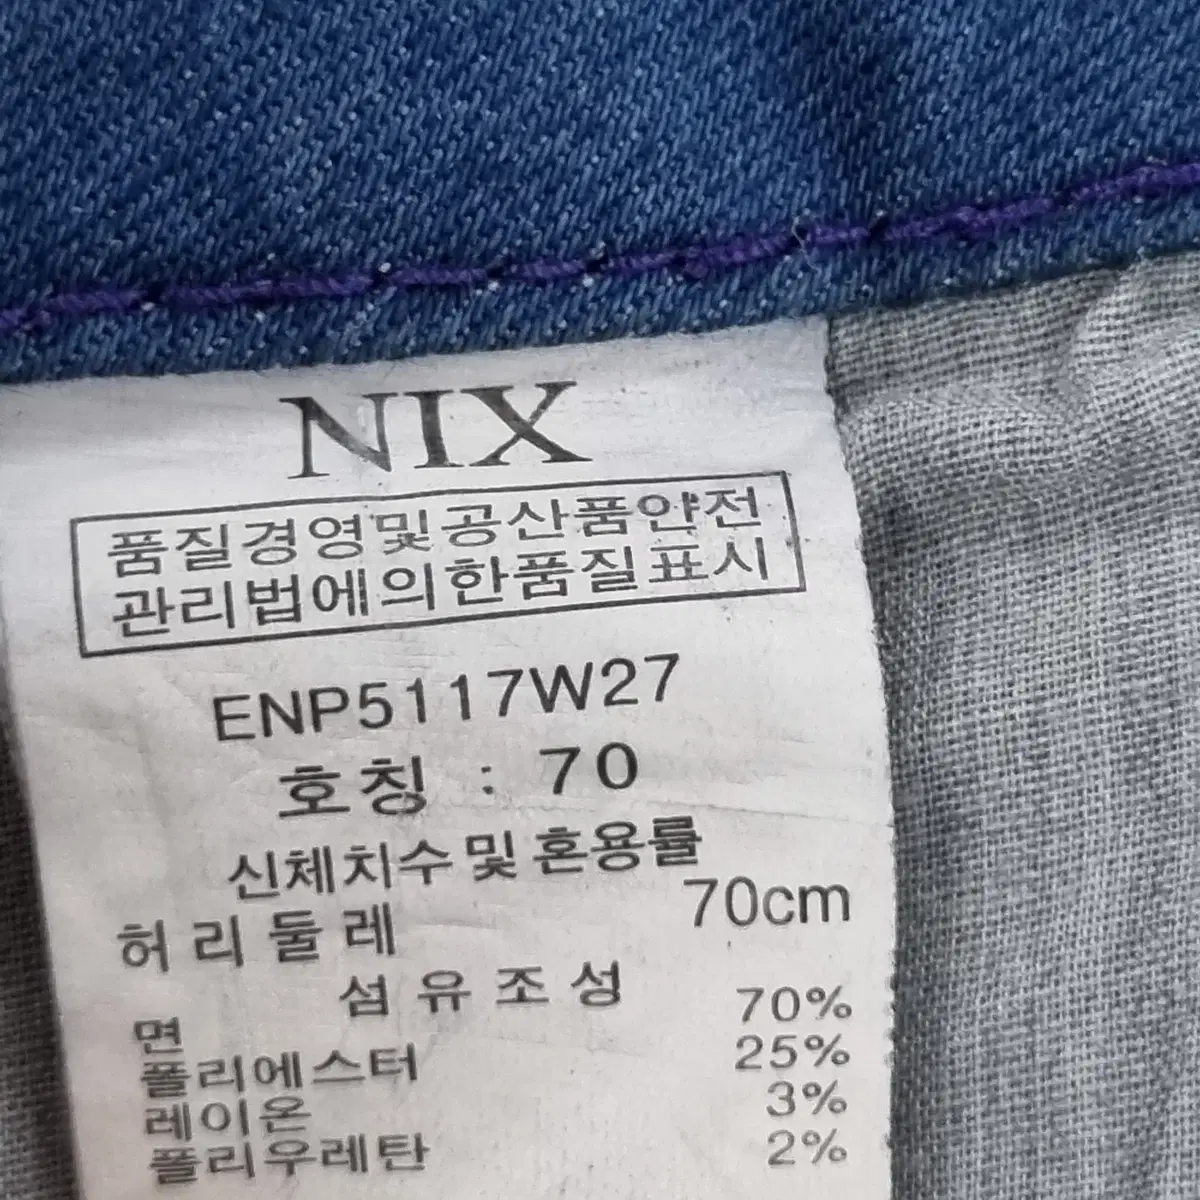 NIX
품질경영및공산품안전
관리법에의한품질표시
ENP5117W27
호칭 : 70
신체치수및혼용률
허리둘레 70cm
섬유조성
면 70%
폴리에스터 25%
레이온 3%
폴리우레탄 2%